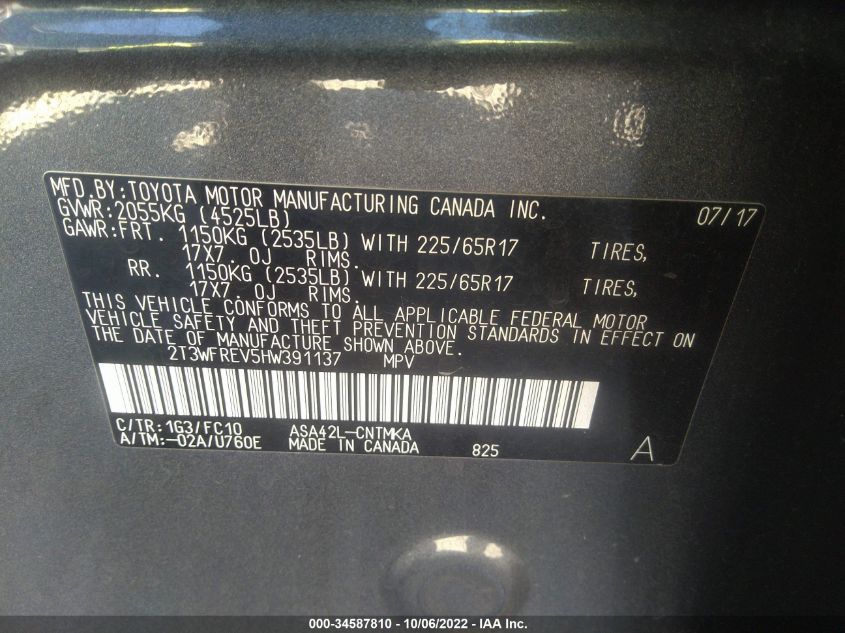 MFD. BY: TOYOTA MOTOR MANUFACTURING CANADA INC. 07/17
GVWR: 2055KG (4525LB)
GAWR: FRT. 1150KG (2535LB) WITH 225/65R17 TIRES,
17X7. 0J RIMS.
RR. 1150KG (2535LB) WITH 225/65R17 TIRES,
17X7. 0J RIMS.
THIS VEHICLE CONFORMS TO ALL APPLICABLE FEDERAL MOTOR
VEHICLE SAFETY AND THEFT PREVENTION STANDARDS IN EFFECT ON
THE DATE OF MANUFACTURE SHOWN ABOVE.
2T3WFREV5HW391137 MPV
C/TR: 1G3/FC10 ASA42L-CNTMKA
A/TM: -02A/U760E MADE IN CANADA 825 A
000-34587810 - 10/06/2022 - IAA Inc.